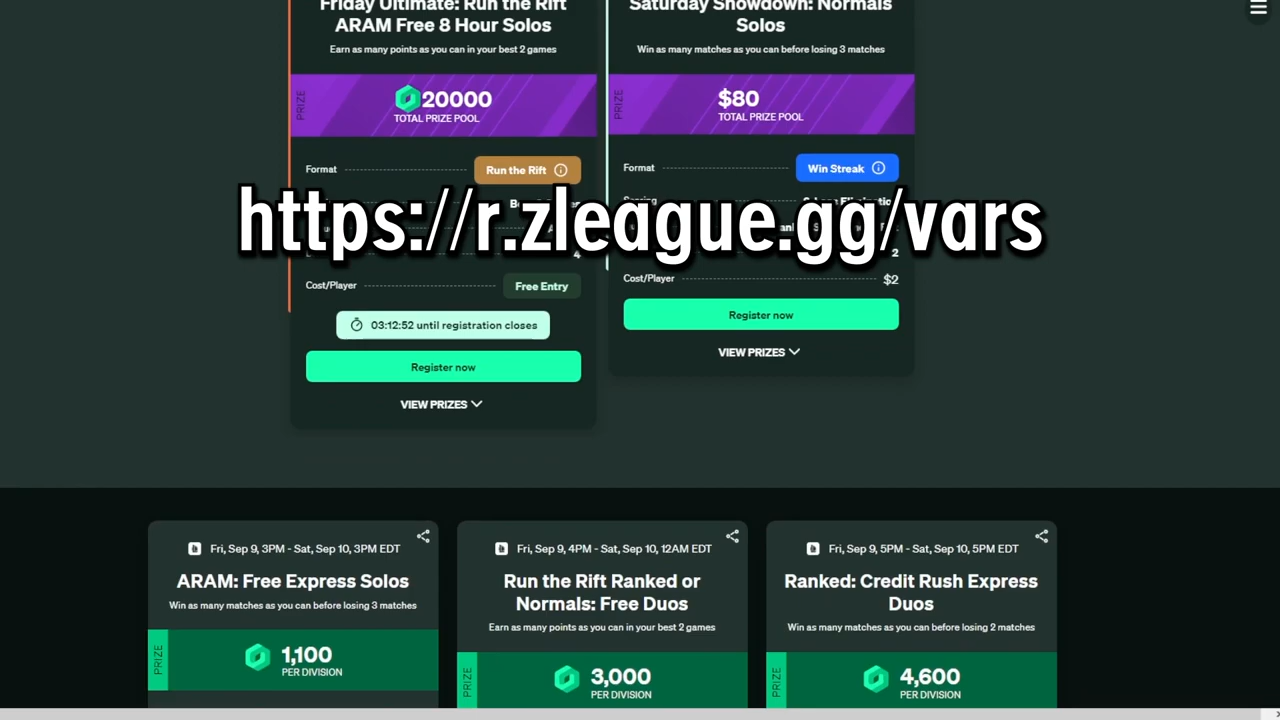 Friday Ultimate: Run the Rift
ARAM Free 8 Hour Solos
Earn as many points as you can in your best 2 games
PRIZE
20000
TOTAL PRIZE POOL
Format
Run the Rift
Cost/Player
Free Entry
03:12:52 until registration closes
Register now
VIEW PRIZES
Saturday Showdown: Normals
Solos
Win as many matches as you can before losing 3 matches
PRIZE
$80
TOTAL PRIZE POOL
Format
Win Streak
2
Cost/Player
$2
Register now
VIEW PRIZES
https://r.zleague.gg/vars
Fri, Sep 9, 3PM - Sat, Sep 10, 3PM EDT
ARAM: Free Express Solos
Win as many matches as you can before losing 3 matches
PRIZE
1,100
PER DIVISION
Fri, Sep 9, 4PM - Sat, Sep 10, 12AM EDT
Run the Rift Ranked or
Normals: Free Duos
Earn as many points as you can in your best 2 games
PRIZE
3,000
PER DIVISION
Fri, Sep 9, 5PM - Sat, Sep 10, 5PM EDT
Ranked: Credit Rush Express
Duos
Win as many matches as you can before losing 2 matches
PRIZE
4,600
PER DIVISION